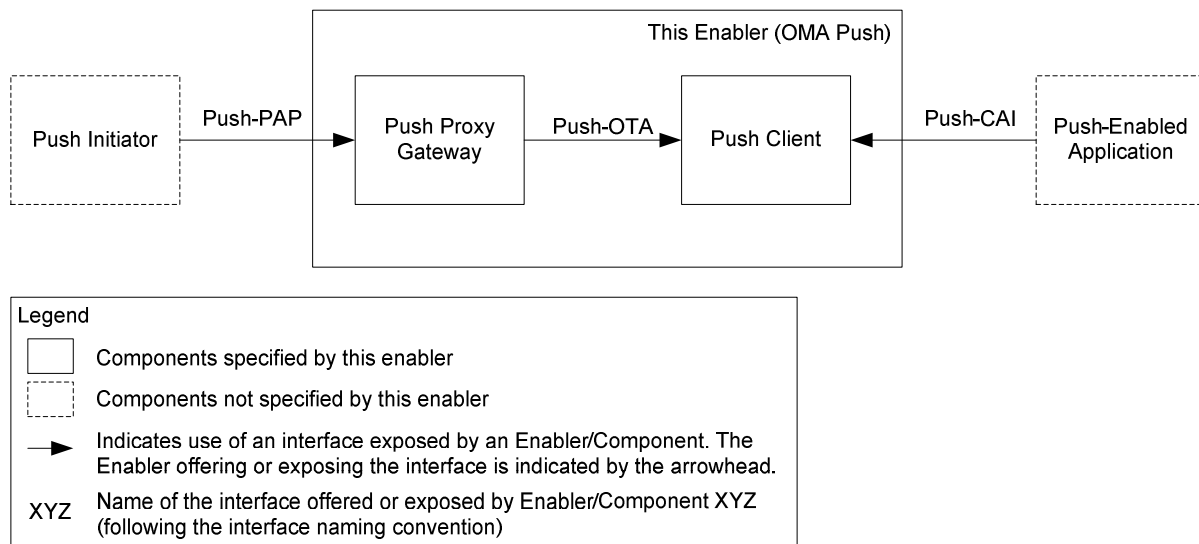 This Enabler (OMA Push)
Push Initiator
Push-PAP
Push Proxy
Gateway
Push-OTA
Push Client
Push-CAI
Push-Enabled
Application
Legend
Components specified by this enabler
Components not specified by this enabler
Indicates use of an interface exposed by an Enabler/Component. The
Enabler offering or exposing the interface is indicated by the arrowhead.
XYZ
Name of the interface offered or exposed by Enabler/Component XYZ
(following the interface naming convention)